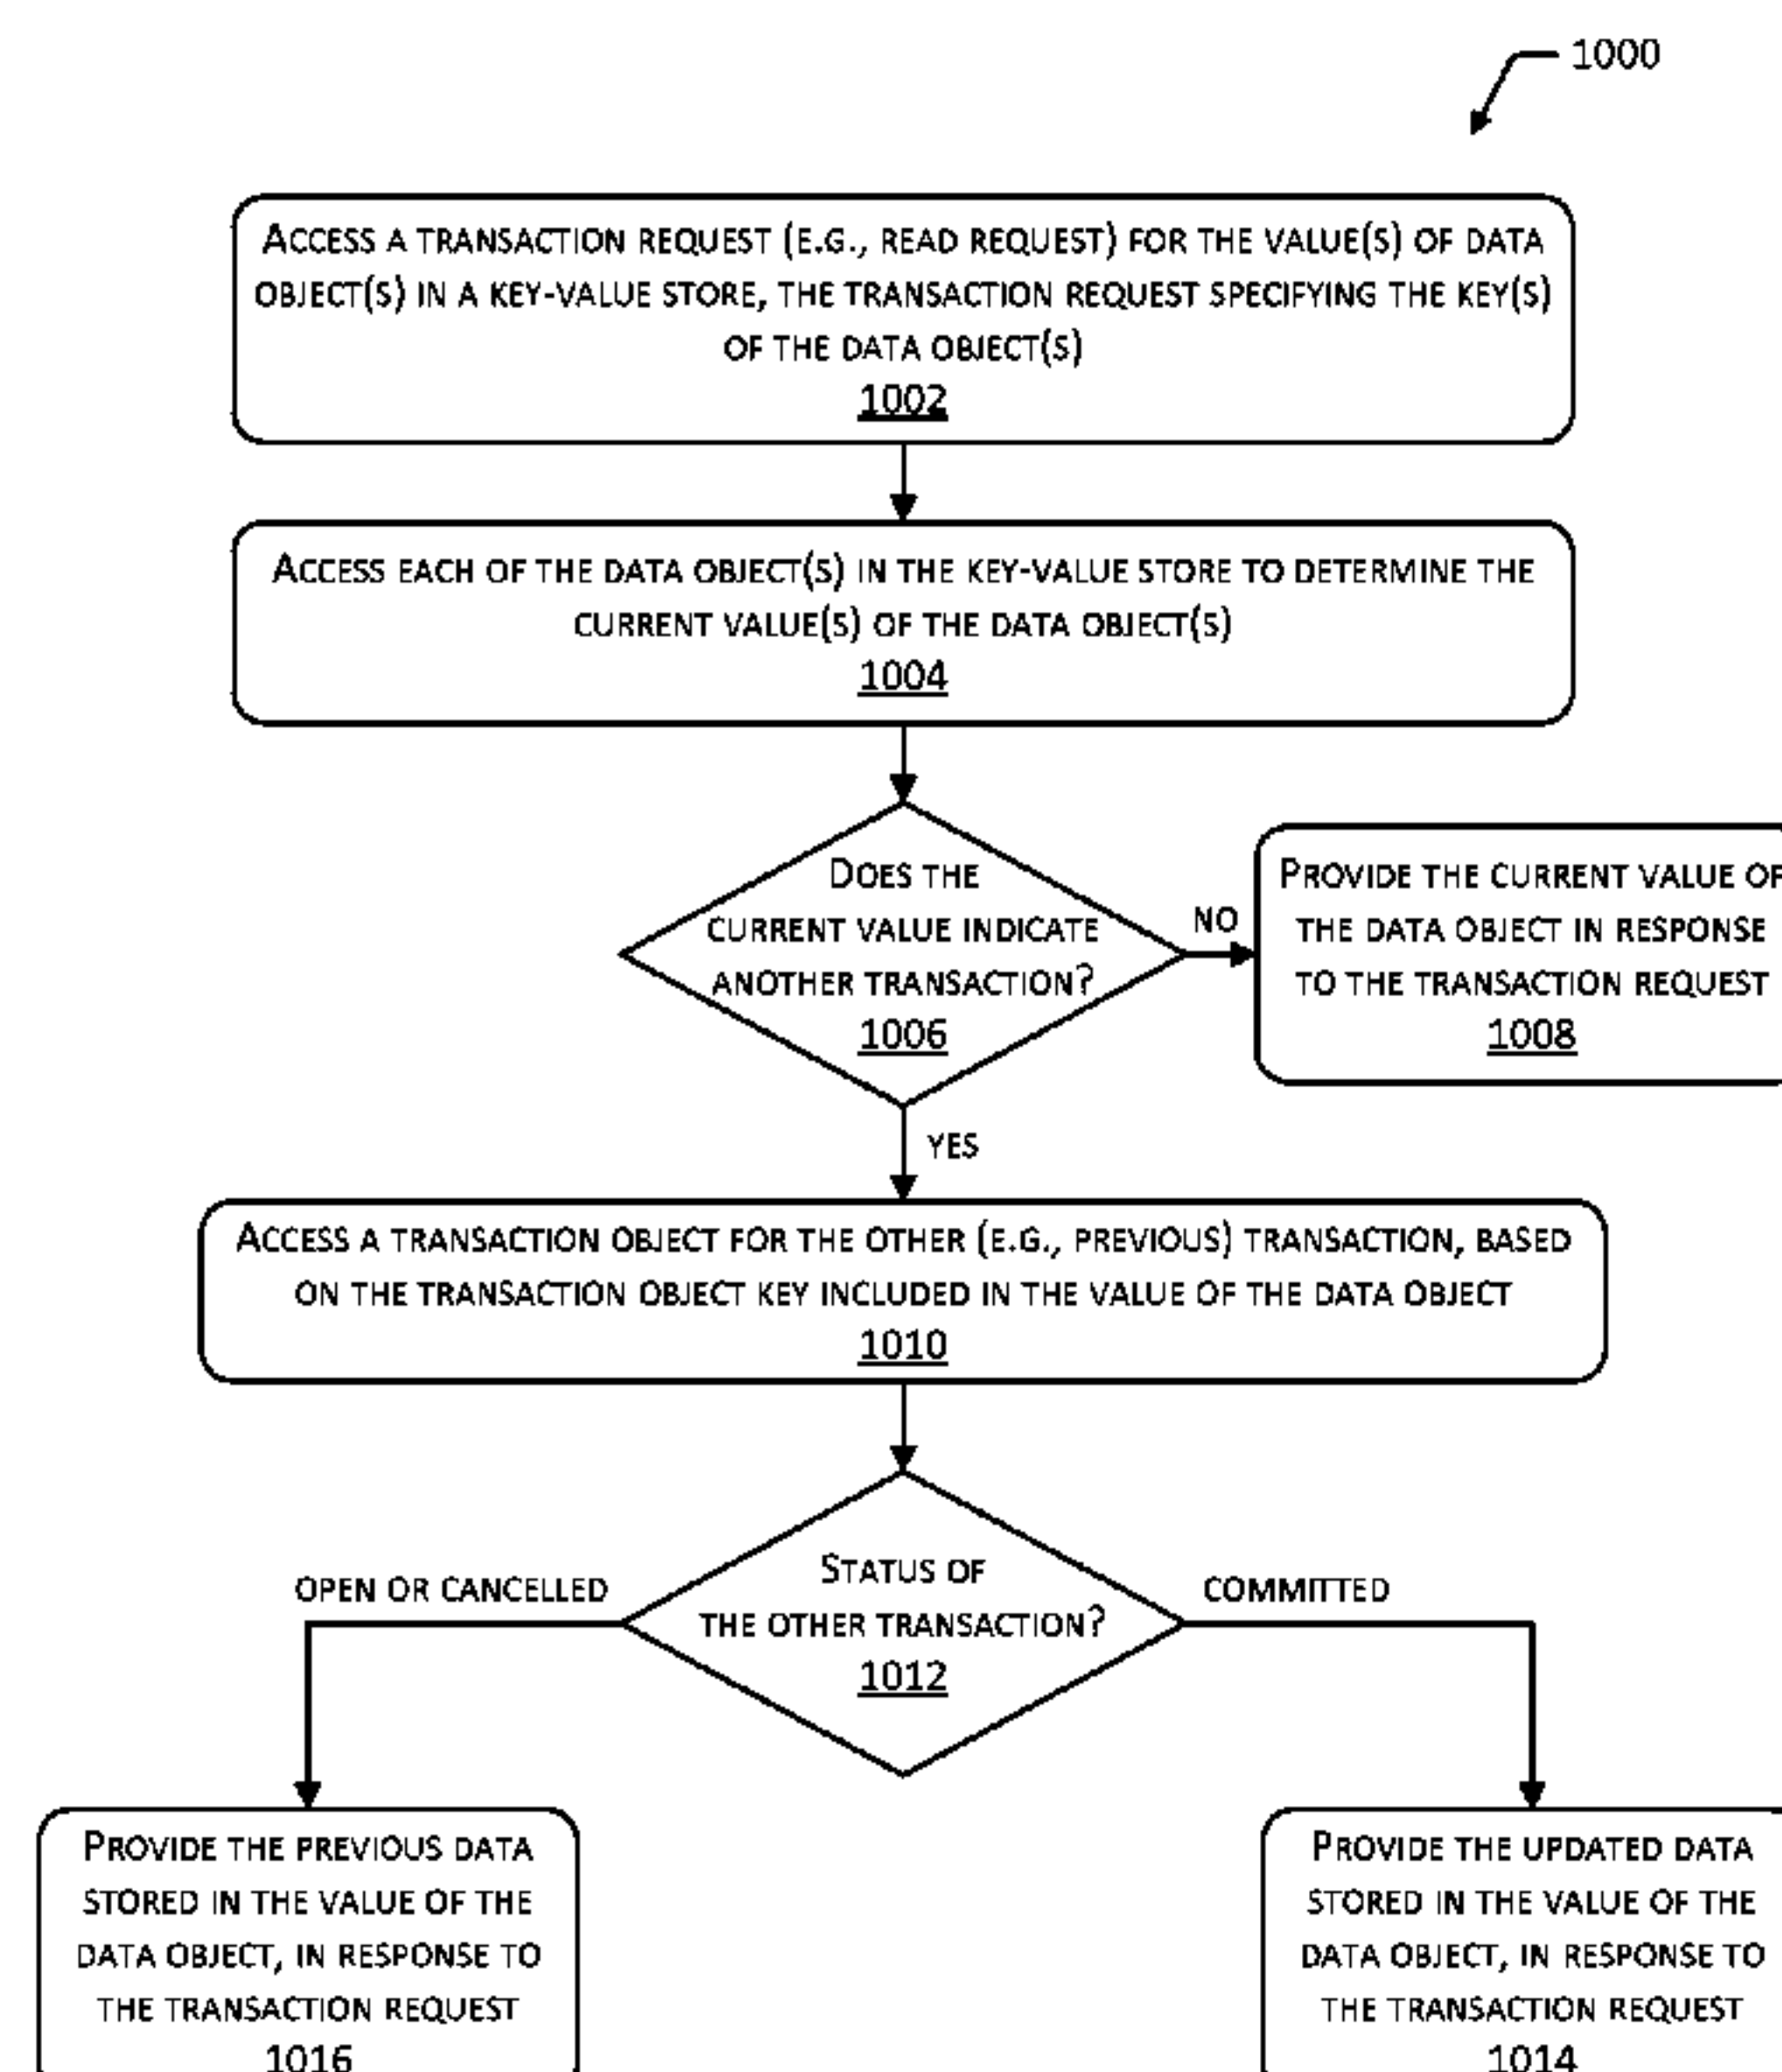 1000
ACCESS A TRANSACTION REQUEST (E.G., READ REQUEST) FOR THE VALUE(S) OF DATA
OBJECT(S) IN A KEY-VALUE STORE, THE TRANSACTION REQUEST SPECIFYING THE KEY(S)
OF THE DATA OBJECT(S)
1002
ACCESS EACH OF THE DATA OBJECT(S) IN THE KEY-VALUE STORE TO DETERMINE THE
CURRENT VALUE(S) OF THE DATA OBJECT(S)
1004
DOES THE
CURRENT VALUE INDICATE
ANOTHER TRANSACTION?
1006
NO
PROVIDE THE CURRENT VALUE OF
THE DATA OBJECT IN RESPONSE
TO THE TRANSACTION REQUEST
1008
YES
ACCESS A TRANSACTION OBJECT FOR THE OTHER (E.G., PREVIOUS) TRANSACTION, BASED
ON THE TRANSACTION OBJECT KEY INCLUDED IN THE VALUE OF THE DATA OBJECT
1010
STATUS OF
THE OTHER TRANSACTION?
1012
OPEN OR CANCELLED
COMMITTED
PROVIDE THE PREVIOUS DATA
STORED IN THE VALUE OF THE
DATA OBJECT, IN RESPONSE TO
THE TRANSACTION REQUEST
1016
PROVIDE THE UPDATED DATA
STORED IN THE VALUE OF THE
DATA OBJECT, IN RESPONSE TO
THE TRANSACTION REQUEST
1014